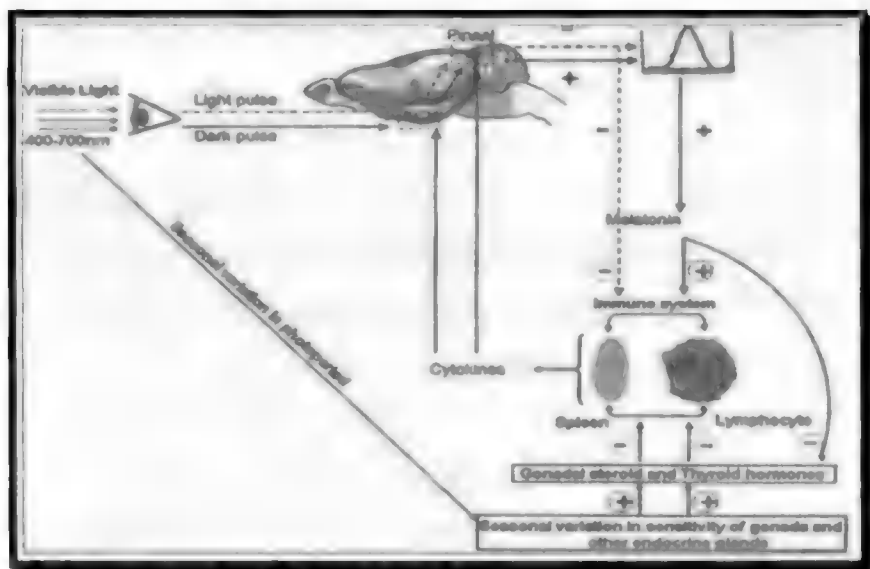 Pineal
Visible Light
400-700nm
Light pulse
Dark pulse
+
-
+
Melatonin
-
+
Immune system
Cytokines
Spleen
Lymphocyte
-
-
-
Gonadal steroid and Thyroid hormones
+
+
Seasonal variation in photoperiod
Seasonal variation in sensitivity of gonads and
other endocrine glands